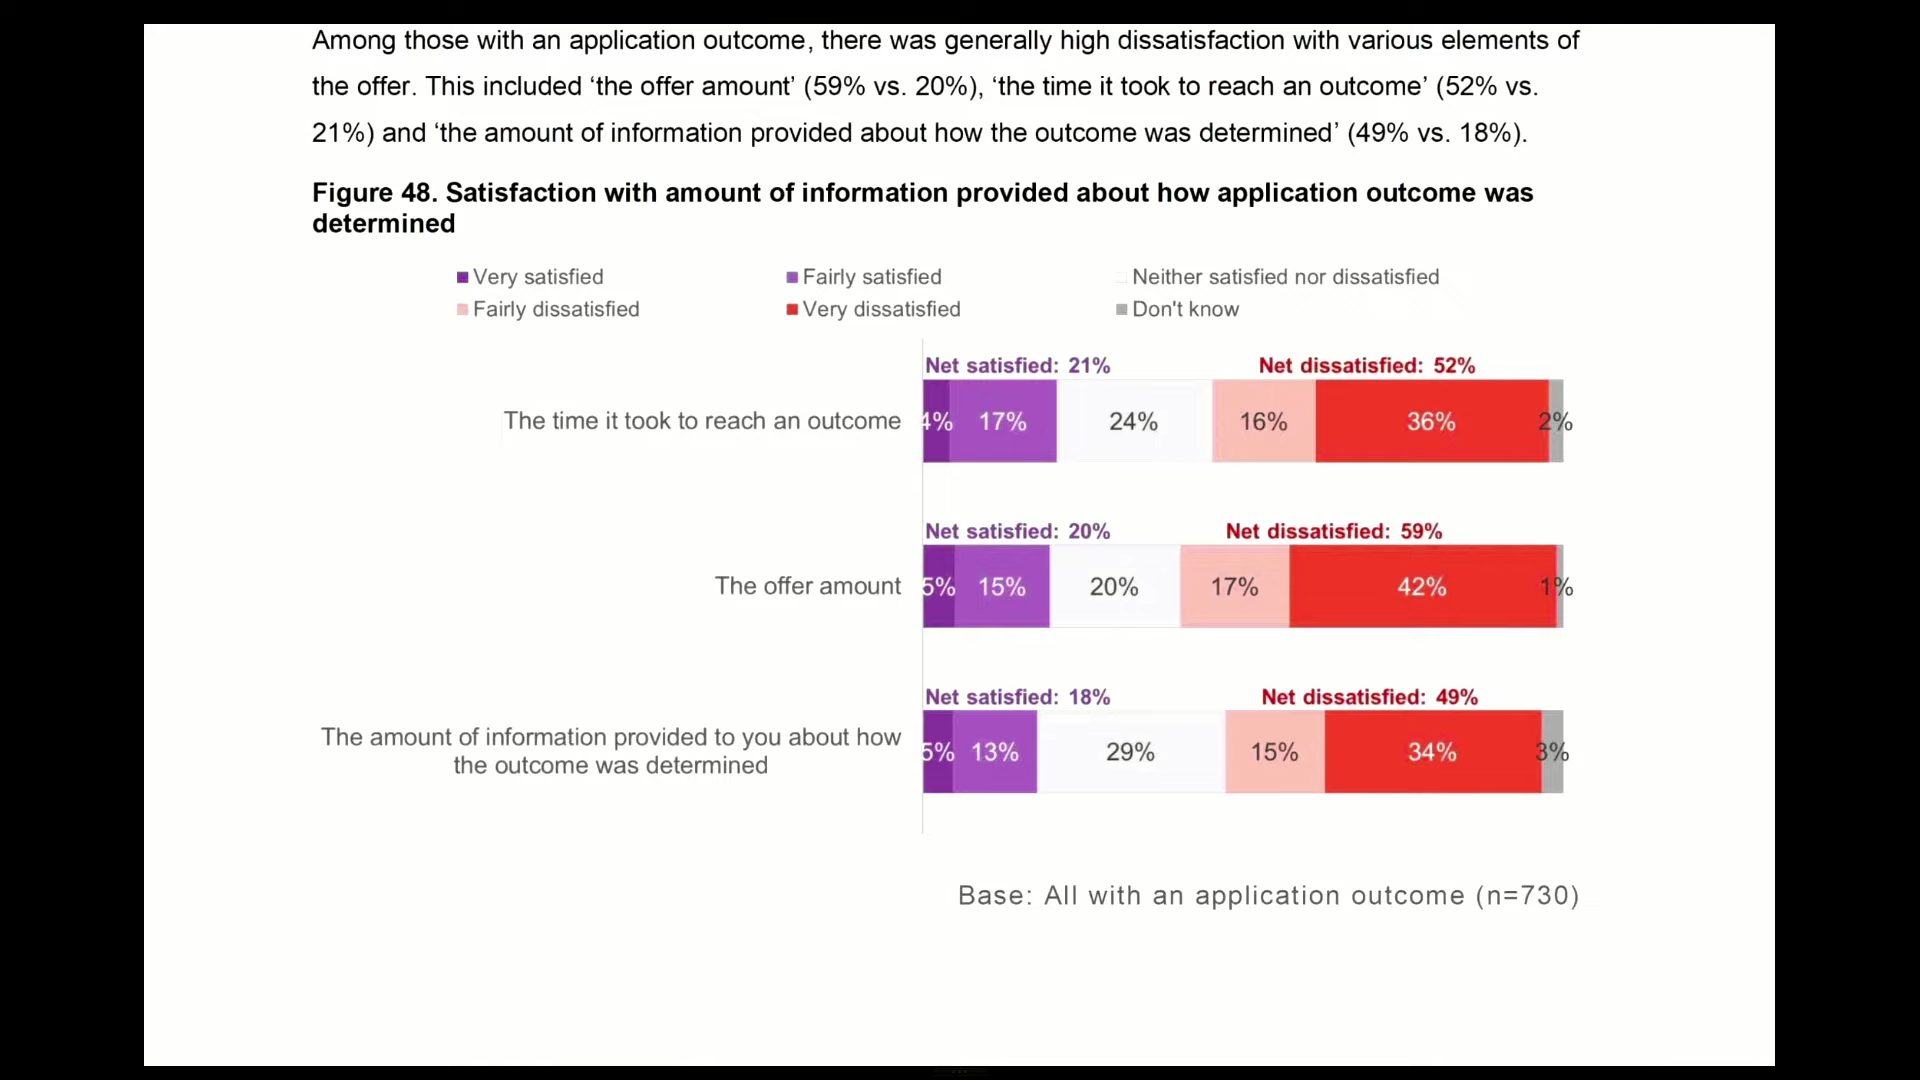 Among those with an application outcome, there was generally high dissatisfaction with various elements of
the offer. This included ‘the offer amount’ (59% vs. 20%), ‘the time it took to reach an outcome’ (52% vs.
21%) and ‘the amount of information provided about how the outcome was determined’ (49% vs. 18%).
Figure 48. Satisfaction with amount of information provided about how application outcome was
determined
Very satisfied Fairly satisfied Neither satisfied nor dissatisfied
Fairly dissatisfied Very dissatisfied Don't know
Net satisfied: 21% Net dissatisfied: 52%
The time it took to reach an outcome 4% 17% 24% 16% 36% 2%
Net satisfied: 20% Net dissatisfied: 59%
The offer amount 5% 15% 20% 17% 42% 1%
Net satisfied: 18% Net dissatisfied: 49%
The amount of information provided to you about how
the outcome was determined
5% 13% 29% 15% 34% 3%
Base: All with an application outcome (n=730)